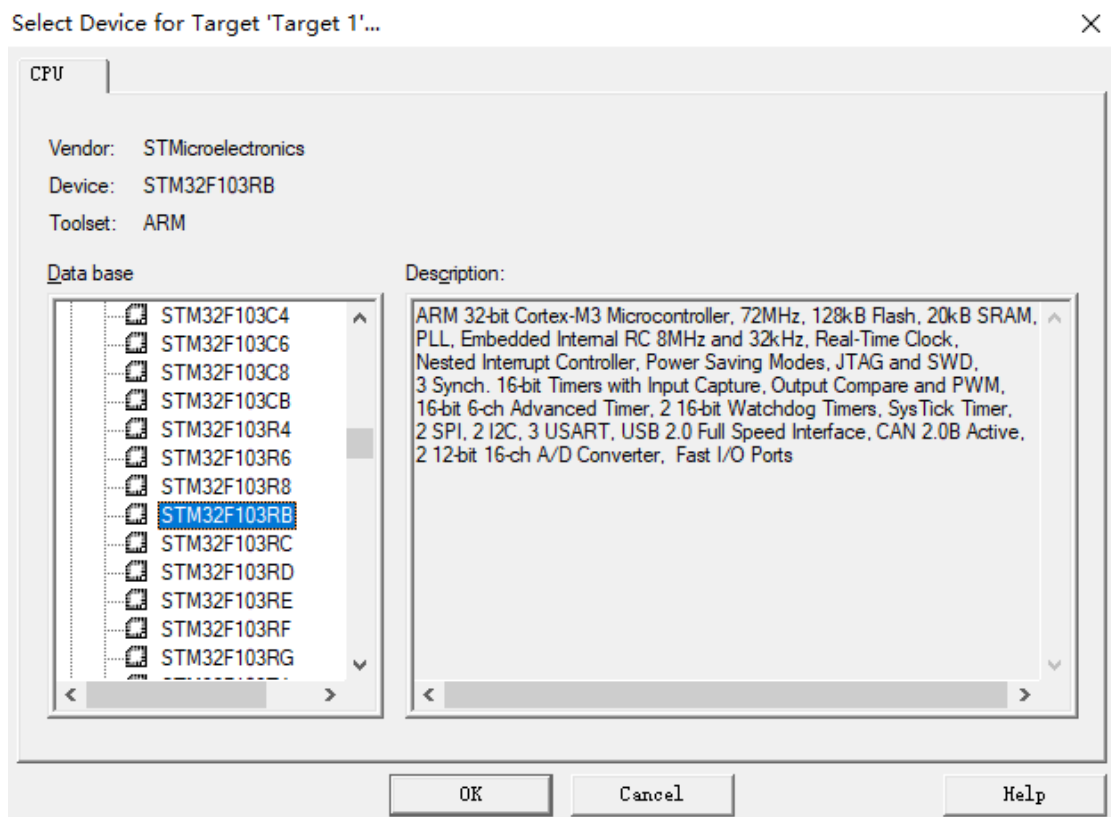 Select Device for Target 'Target 1'...
CPU
Vendor: STMicroelectronics
Device: STM32F103RB
Toolset: ARM
Data base
Description:
STM32F103C4
STM32F103C6
STM32F103C8
STM32F103CB
STM32F103R4
STM32F103R6
STM32F103R8
STM32F103RB
STM32F103RC
STM32F103RD
STM32F103RE
STM32F103RF
STM32F103RG
ARM 32-bit Cortex-M3 Microcontroller, 72MHz, 128kB Flash, 20kB SRAM,
PLL, Embedded Internal RC 8MHz and 32kHz, Real-Time Clock,
Nested Interrupt Controller, Power Saving Modes, JTAG and SWD,
3 Synch. 16-bit Timers with Input Capture, Output Compare and PWM,
16-bit 6-ch Advanced Timer, 2 16-bit Watchdog Timers, SysTick Timer,
2 SPI, 2 I2C, 3 USART, USB 2.0 Full Speed Interface, CAN 2.0B Active,
2 12-bit 16-ch A/D Converter, Fast I/O Ports
OK
Cancel
Help